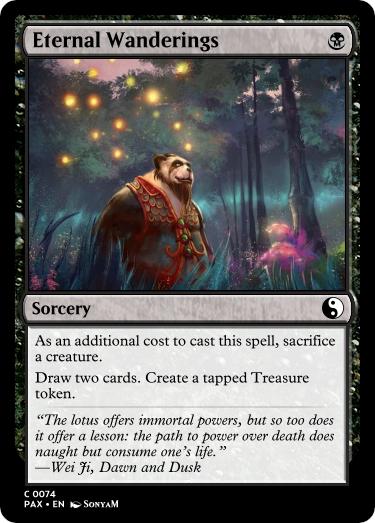 Eternal Wanderings
Sorcery
As an additional cost to cast this spell, sacrifice
a creature.
Draw two cards. Create a tapped Treasure
token.
“The lotus offers immortal powers, but so too does
it offer a lesson: the path to power over death does
naught but consume one’s life.”
—Wei Ji, Dawn and Dusk
C 0074
PAX • EN SonyaM